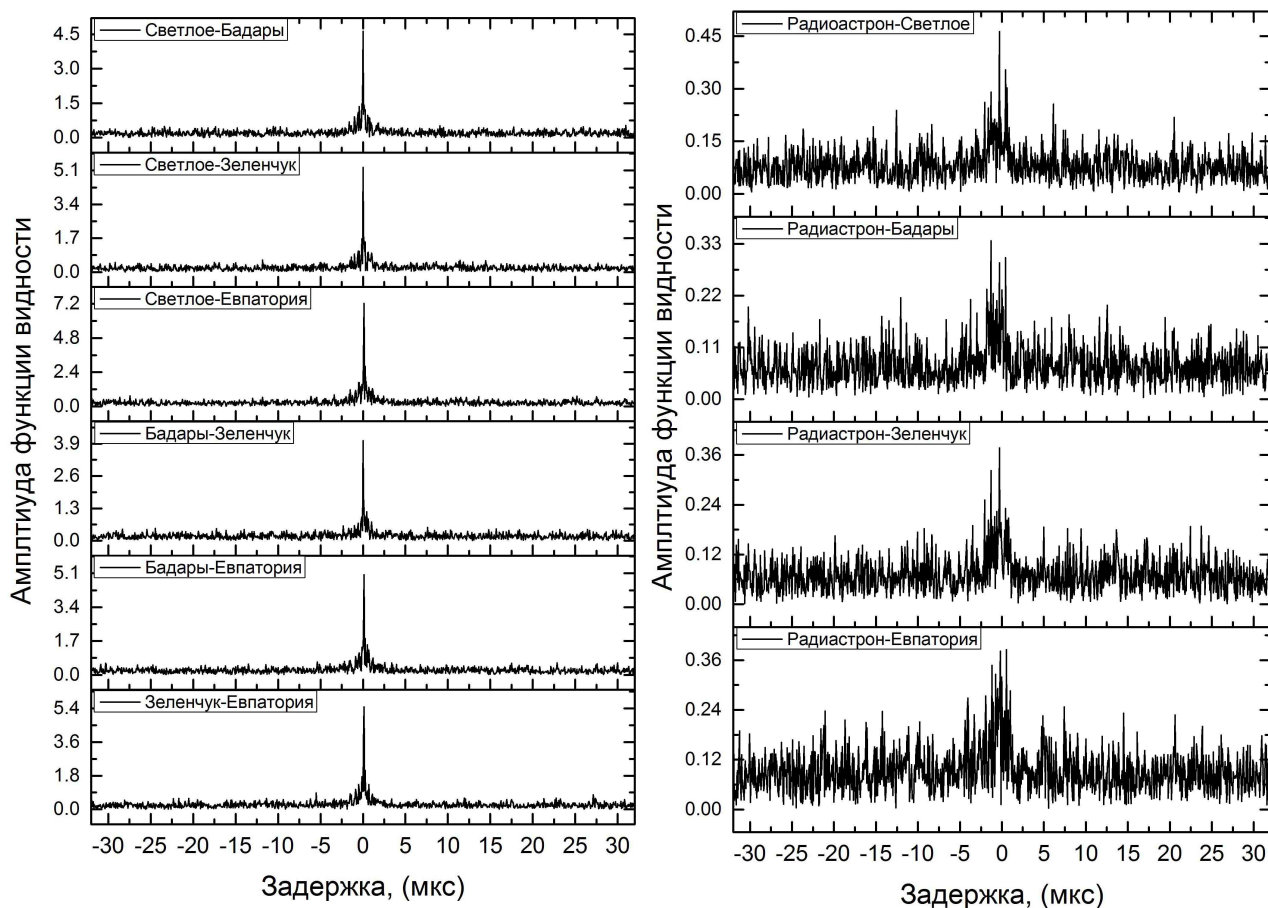 Амплтиуда функции видности
Светлое-Бадары
4.5
3.0
1.5
0.0
Светлое-Зеленчук
5.1
3.4
1.7
0.0
Светлое-Евпатория
7.2
4.8
2.4
0.0
Бадары-Зеленчук
3.9
2.6
1.3
0.0
Бадары-Евпатория
5.1
3.4
1.7
0.0
Зеленчук-Евпатория
5.4
3.6
1.8
0.0
-30 -25 -20 -15 -10 -5 0 5 10 15 20 25 30
Задержка, (мкс)
Амплтиуда функции видности
Радиоастрон-Светлое
0.45
0.30
0.15
0.00
Радиастрон-Бадары
0.33
0.22
0.11
0.00
Радиастрон-Зеленчук
0.36
0.24
0.12
0.00
Радиастрон-Евпатория
0.36
0.24
0.12
0.00
-30 -25 -20 -15 -10 -5 0 5 10 15 20 25 30
Задержка, (мкс)